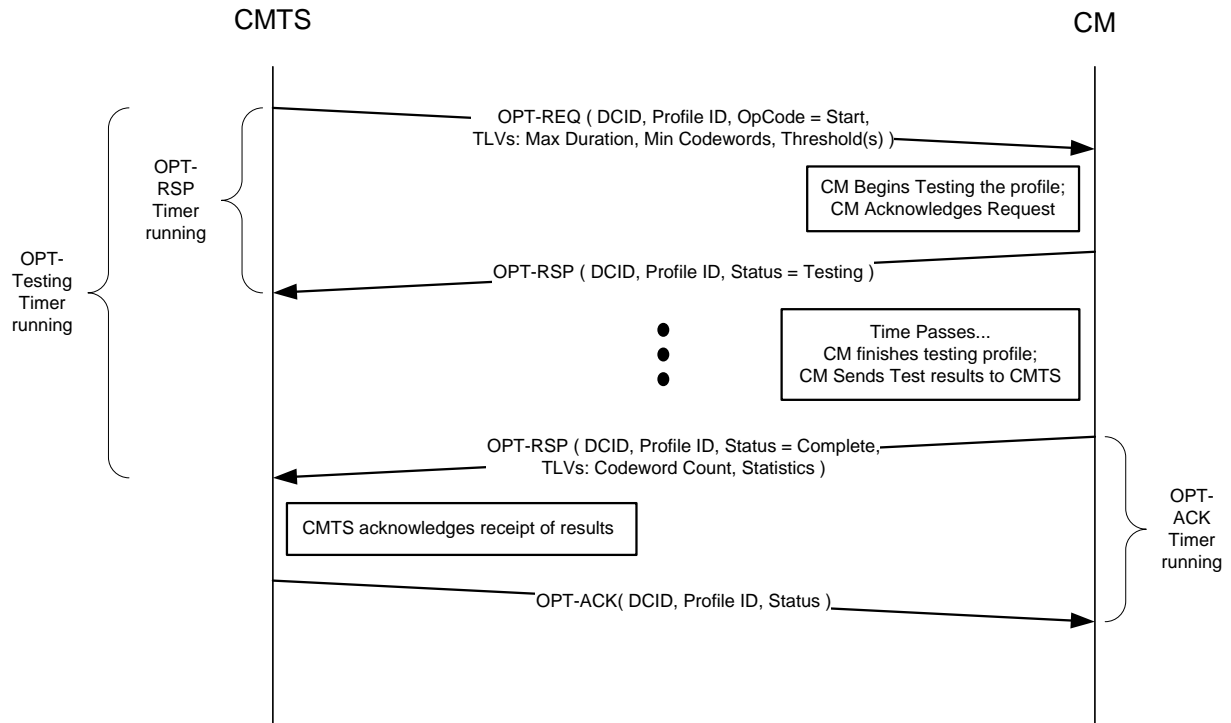 CMTS
CM
OPT-REQ ( DCID, Profile ID, OpCode = Start,
TLVs: Max Duration, Min Codewords, Threshold(s) )
OPT-
RSP
Timer
running
CM Begins Testing the profile;
CM Acknowledges Request
OPT-
Testing
Timer
running
OPT-RSP ( DCID, Profile ID, Status = Testing )
Time Passes...
CM finishes testing profile;
CM Sends Test results to CMTS
OPT-RSP ( DCID, Profile ID, Status = Complete,
TLVs: Codeword Count, Statistics )
CMTS acknowledges receipt of results
OPT-
ACK
Timer
running
OPT-ACK( DCID, Profile ID, Status )